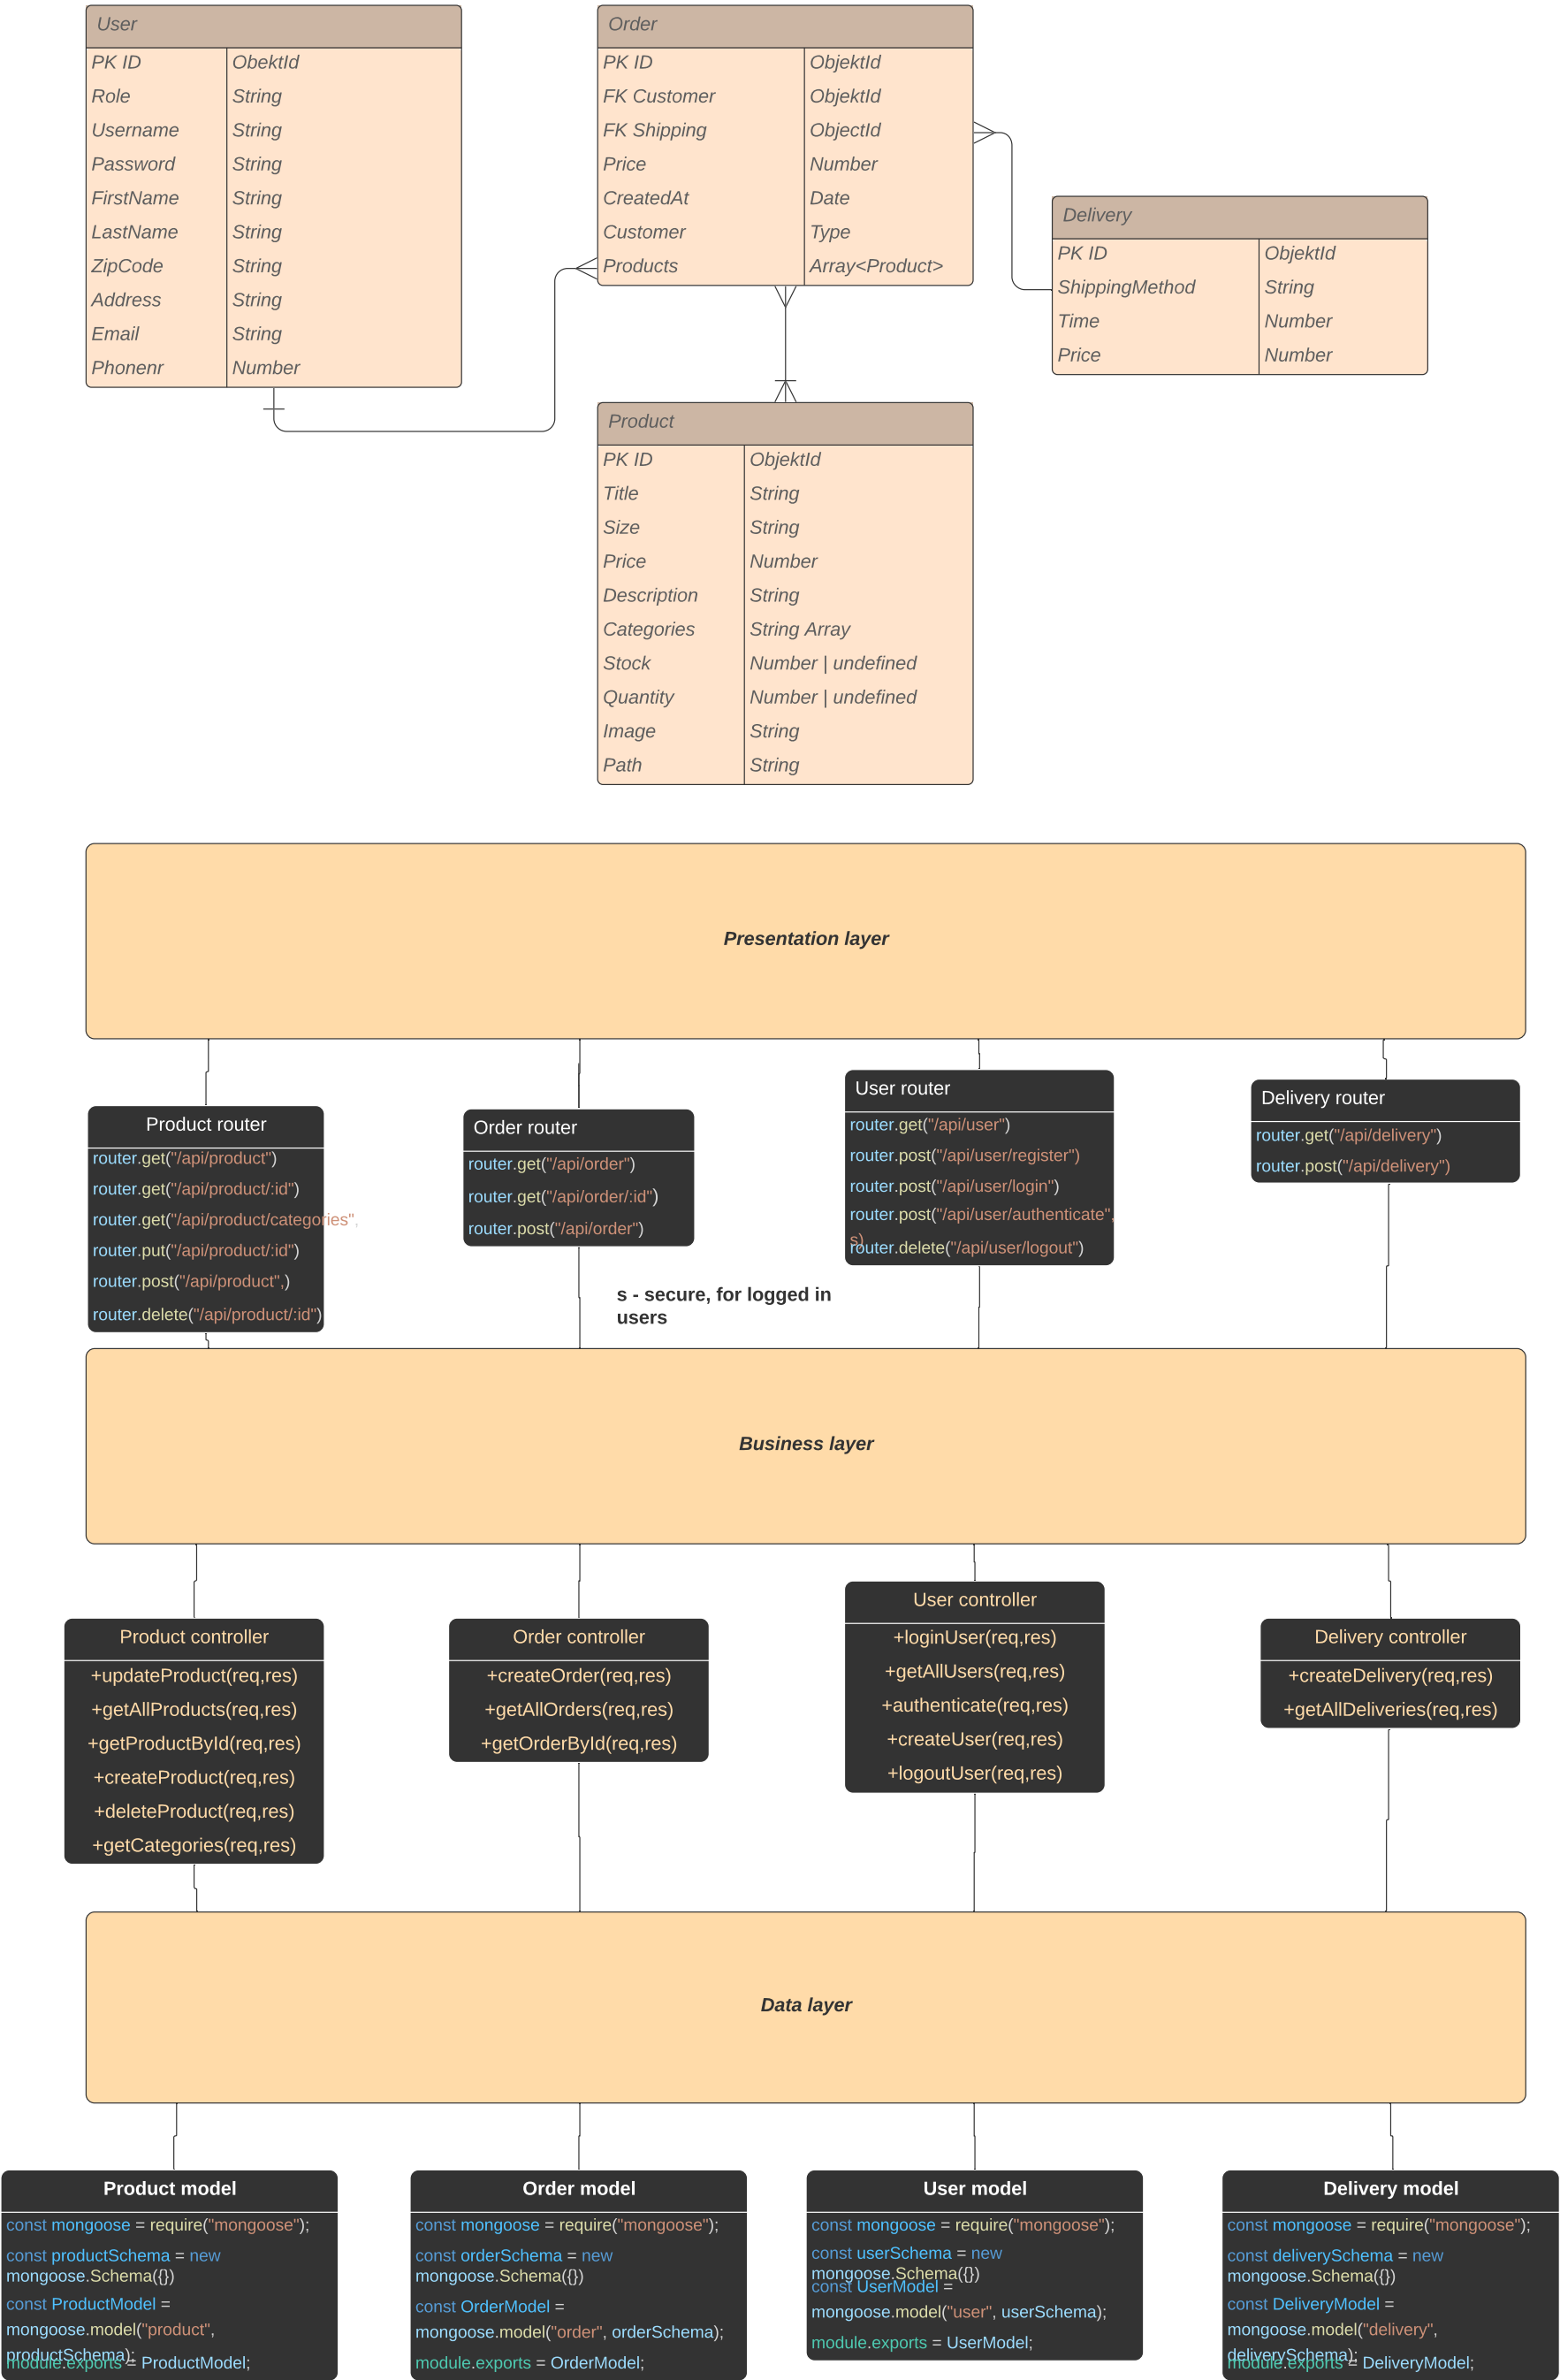 User
PK ID ObektId
Role String
Username String
Password String
FirstName String
LastName String
ZipCode String
Address String
Email String
Phonenr Number
Order
PK ID ObjektId
FK Customer ObjektId
FK Shipping ObjectId
Price Number
CreatedAt Date
Customer Type
Products Array<Product>
Delivery
PK ID ObjektId
ShippingMethod String
Time Number
Price Number
Product
PK ID ObjektId
Title String
Size String
Price Number
Description String
Categories String Array
Stock Number | undefined
Quantity Number | undefined
Image String
Path String
Presentation layer
Product router
router.get("/api/product")
router.get("/api/product/:id")
router.get("/api/product/categories",
router.put("/api/product/:id")
router.post("/api/product",)
router.delete("/api/product/:id")
Order router
router.get("/api/order")
router.get("/api/order/:id")
router.post("/api/order")
User router
router.get("/api/user")
router.post("/api/user/register")
router.post("/api/user/login")
router.post("/api/user/authenticate",
s)
router.delete("/api/user/logout")
Delivery router
router.get("/api/delivery")
router.post("/api/delivery")
s - secure, for logged in
users
Business layer
Product controller
+updateProduct(req,res)
+getAllProducts(req,res)
+getProductById(req,res)
+createProduct(req,res)
+deleteProduct(req,res)
+getCategories(req,res)
Order controller
+createOrder(req,res)
+getAllOrders(req,res)
+getOrderById(req,res)
User controller
+loginUser(req,res)
+getAllUsers(req,res)
+authenticate(req,res)
+createUser(req,res)
+logoutUser(req,res)
Delivery controller
+createDelivery(req,res)
+getAllDeliveries(req,res)
Data layer
Product model
const mongoose = require("mongoose");
const productSchema = new
mongoose.Schema({})
const ProductModel =
mongoose.model("product",
productSchema);
module.exports = ProductModel;
Order model
const mongoose = require("mongoose");
const orderSchema = new
mongoose.Schema({})
const OrderModel =
mongoose.model("order", orderSchema);
module.exports = OrderModel;
User model
const mongoose = require("mongoose");
const userSchema = new
mongoose.Schema({})
const UserModel =
mongoose.model("user", userSchema);
module.exports = UserModel;
Delivery model
const mongoose = require("mongoose");
const deliverySchema = new
mongoose.Schema({})
const DeliveryModel =
mongoose.model("delivery",
deliverySchema);
module.exports = DeliveryModel;